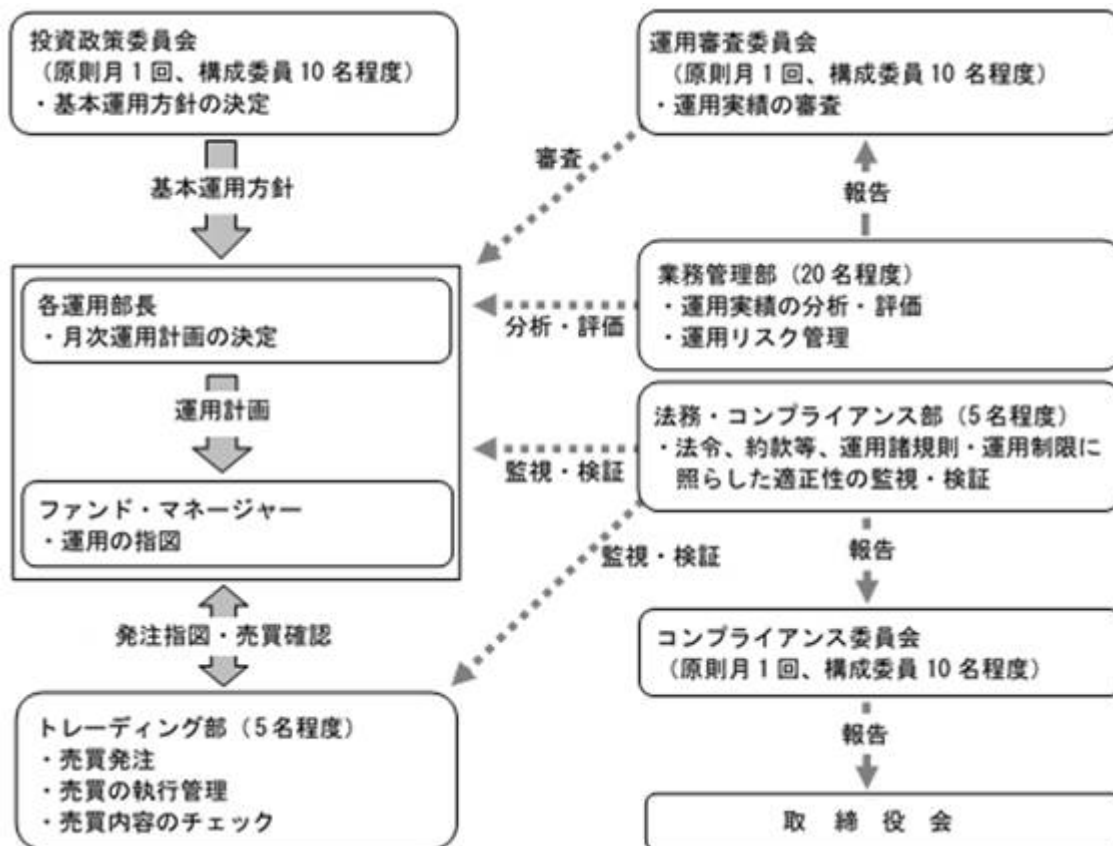 投資政策委員会
（原則月1回、構成委員10名程度）
・基本運用方針の決定
基本運用方針
各運用部長
・月次運用計画の決定
運用計画
ファンド・マネージャー
・運用の指図
発注指図・売買確認
トレーディング部（5名程度）
・売買発注
・売買の執行管理
・売買内容のチェック
運用審査委員会
（原則月1回、構成委員10名程度）
・運用実績の審査
審査
報告
業務管理部（20名程度）
・運用実績の分析・評価
・運用リスク管理
分析・評価
法務・コンプライアンス部（5名程度）
・法令、約款等、運用諸規則・運用制限に
照らした適正性の監視・検証
監視・検証
監視・検証
報告
コンプライアンス委員会
（原則月1回、構成委員10名程度）
報告
取締役会